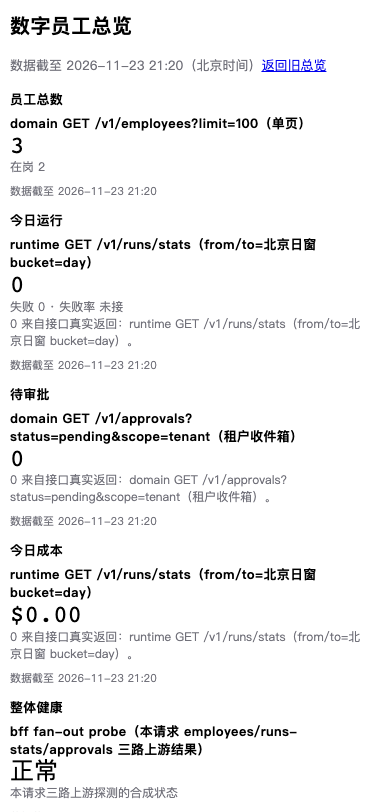 数字员工总览
数据截至 2026-11-23 21:20（北京时间）返回旧总览
员工总数
domain GET /v1/employees?limit=100（单页）
3
在岗 2
数据截至 2026-11-23 21:20
今日运行
runtime GET /v1/runs/stats（from/to=北京日窗
bucket=day）
0
失败 0 · 失败率 未接
0 来自接口真实返回：runtime GET /v1/runs/stats（from/to=北
京日窗 bucket=day）。
数据截至 2026-11-23 21:20
待审批
domain GET /v1/approvals?
status=pending&scope=tenant（租户收件箱）
0
0 来自接口真实返回：domain GET /v1/approvals?
status=pending&scope=tenant（租户收件箱）。
数据截至 2026-11-23 21:20
今日成本
runtime GET /v1/runs/stats（from/to=北京日窗
bucket=day）
$0.00
0 来自接口真实返回：runtime GET /v1/runs/stats（from/to=北
京日窗 bucket=day）。
数据截至 2026-11-23 21:20
整体健康
bff fan-out probe（本请求 employees/runs-
stats/approvals 三路上游结果）
正常
本请求三路上游探测的合成状态